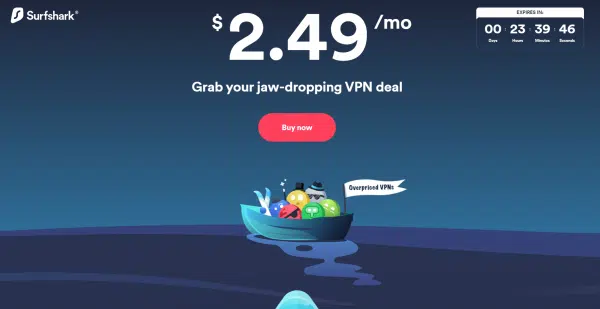 Surfshark®
$2.49/mo
EXPIRES IN:
00 : 23 : 39 : 46
Days Hours Minutes Seconds
Grab your jaw-dropping VPN deal
Buy now
Overpriced VPNs